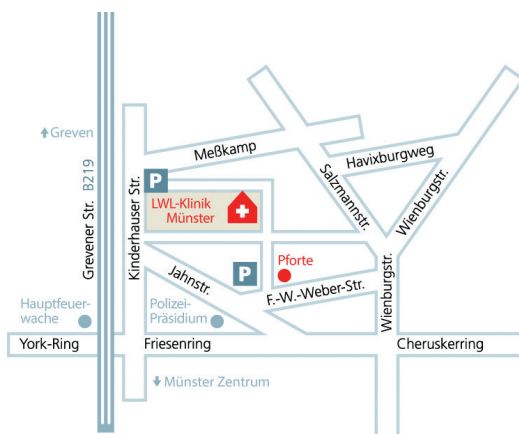 Greven
Grevener Str. B219
Kinderhauser Str.
Meßkamp
Havixburgweg
Salzmannstr.
Wienburgstr.
P
LWL-Klinik
Münster
Pforte
P
Jahnstr.
F.-W.-Weber-Str.
Wienburgstr.
Hauptfeuer-
wache
Polizei-
Präsidium
York-Ring
Friesenring
Cheruskerring
Münster Zentrum